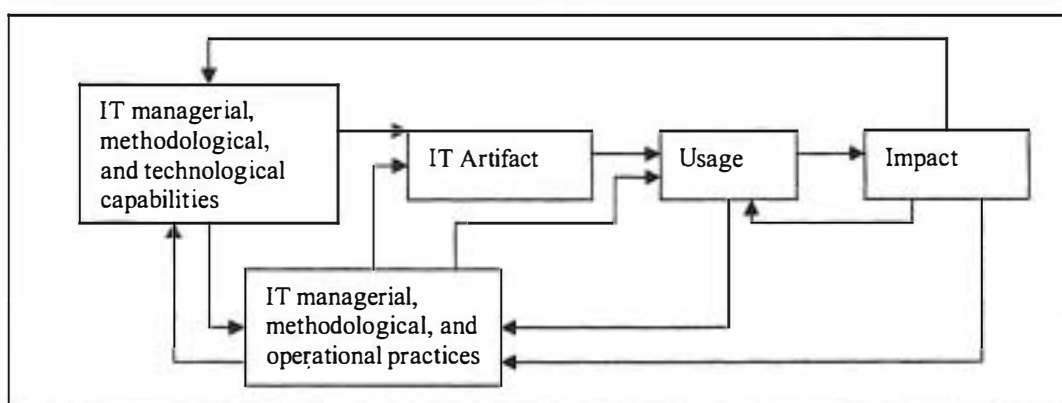 IT managerial,
methodological,
and technological
capabilities
IT Artifact
Usage
Impact
IT managerial,
methodological, and
operational practices